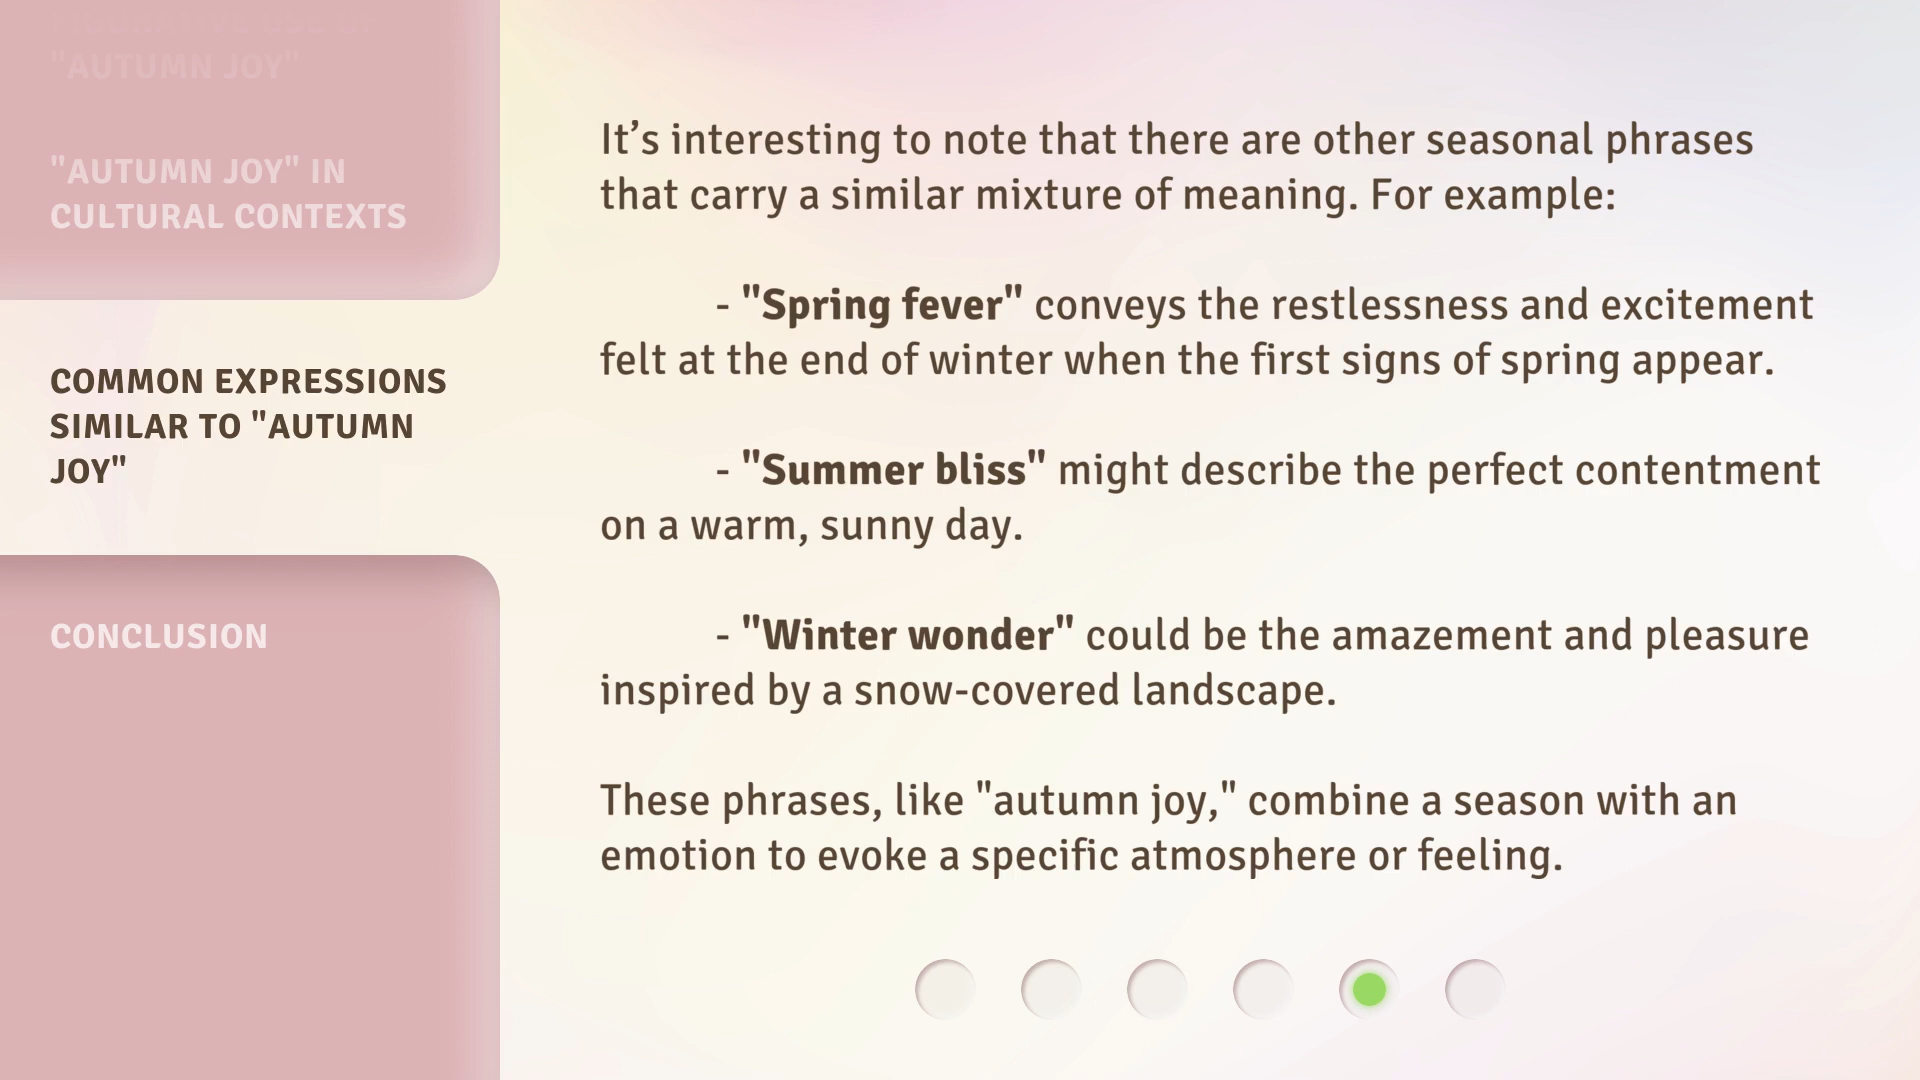 "AUTUMN JOY"
"AUTUMN JOY" IN
CULTURAL CONTEXTS
COMMON EXPRESSIONS
SIMILAR TO "AUTUMN
JOY"
CONCLUSION
It’s interesting to note that there are other seasonal phrases
that carry a similar mixture of meaning. For example:
- "Spring fever" conveys the restlessness and excitement
felt at the end of winter when the first signs of spring appear.
- "Summer bliss" might describe the perfect contentment
on a warm, sunny day.
- "Winter wonder" could be the amazement and pleasure
inspired by a snow-covered landscape.
These phrases, like "autumn joy," combine a season with an
emotion to evoke a specific atmosphere or feeling.